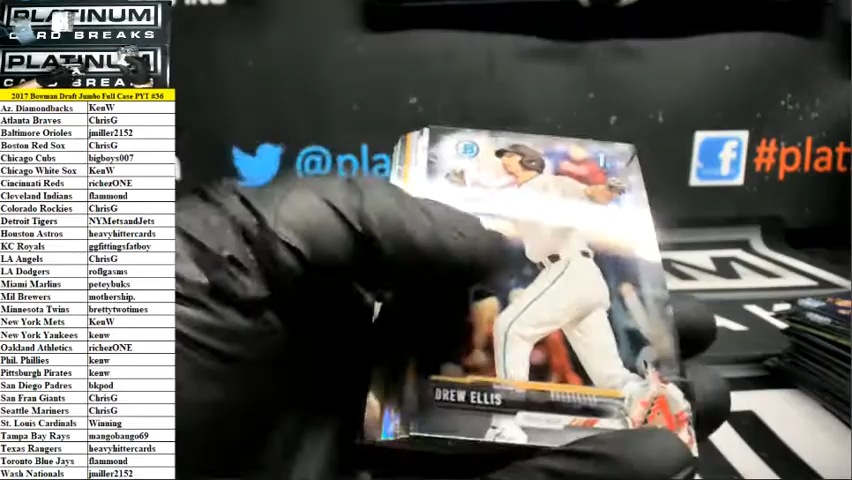 PLATINUM
CARD BREAKS
2017 Bowman Draft Jumbo Full Case PYT #36
Az. Diamondbacks KenW
Atlanta Braves ChrisG
Baltimore Orioles jmiller2152
Boston Red Sox ChrisG
Chicago Cubs bigboys007
Chicago White Sox KenW
Cincinnati Reds richezONE
Cleveland Indians flammond
Colorado Rockies ChrisG
Detroit Tigers NYMetsandJets
Houston Astros heavyhittercards
KC Royals ggfittingsfatboy
LA Angels ChrisG
LA Dodgers roflgasms
Miami Marlins peteybuks
Mil Brewers mothership.
Minnesota Twins brettytwotimes
New York Mets KenW
New York Yankees kenw
Oakland Athletics richezONE
Phil. Phillies kenw
Pittsburgh Pirates kenw
San Diego Padres bkpod
San Fran Giants ChrisG
Seattle Mariners ChrisG
St. Louis Cardinals Winning
Tampa Bay Rays mangobango69
Texas Rangers heavyhittercards
Toronto Blue Jays flammond
Wash Nationals jmiller2152
@pla
f #plat
B
1st
DREW ELLIS
A